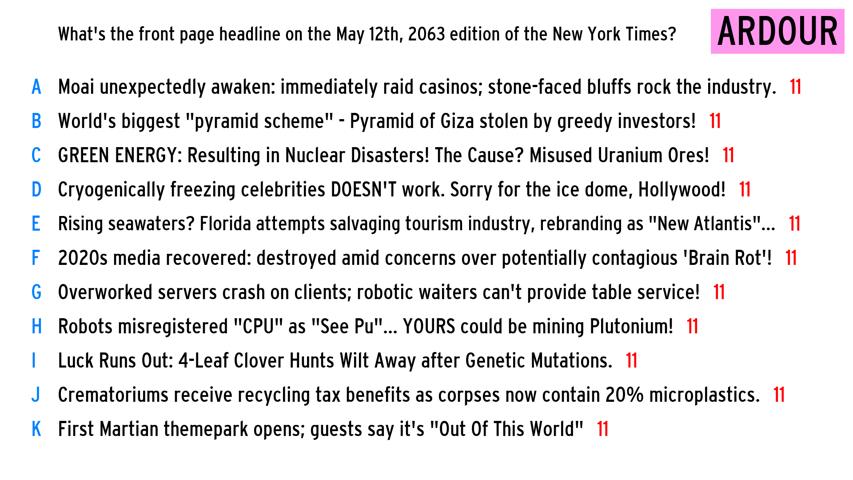 What's the front page headline on the May 12th, 2063 edition of the New York Times?
ARDOUR
A Moai unexpectedly awaken: immediately raid casinos; stone-faced bluffs rock the industry. 11
B World's biggest "pyramid scheme" - Pyramid of Giza stolen by greedy investors! 11
C GREEN ENERGY: Resulting in Nuclear Disasters! The Cause? Misused Uranium Ores! 11
D Cryogenically freezing celebrities DOESN'T work. Sorry for the ice dome, Hollywood! 11
E Rising seawaters? Florida attempts salvaging tourism industry, rebranding as "New Atlantis"... 11
F 2020s media recovered: destroyed amid concerns over potentially contagious 'Brain Rot'! 11
G Overworked servers crash on clients; robotic waiters can't provide table service! 11
H Robots misregistered "CPU" as "See Pu"... YOURS could be mining Plutonium! 11
I Luck Runs Out: 4-Leaf Clover Hunts Wilt Away after Genetic Mutations. 11
J Crematoriums receive recycling tax benefits as corpses now contain 20% microplastics. 11
K First Martian themepark opens; guests say it's "Out Of This World" 11